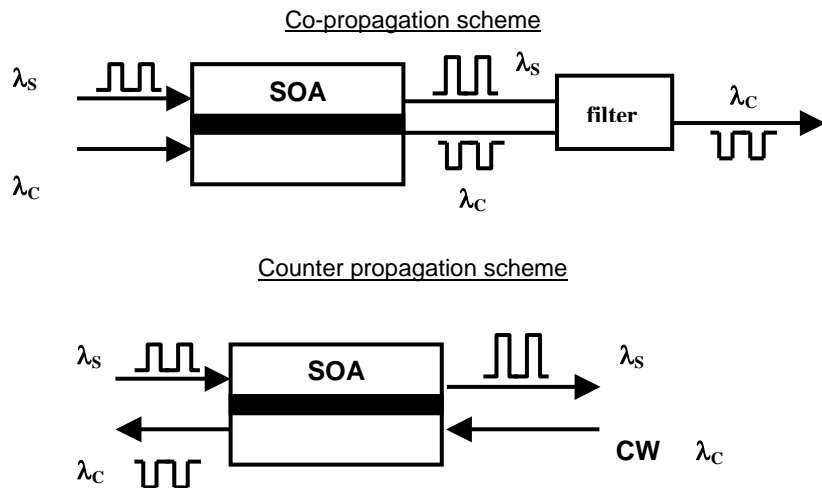 Co-propagation scheme
λS
SOA
λS
filter
λC
λC
λC
Counter propagation scheme
λS
SOA
λS
λC
CW λC